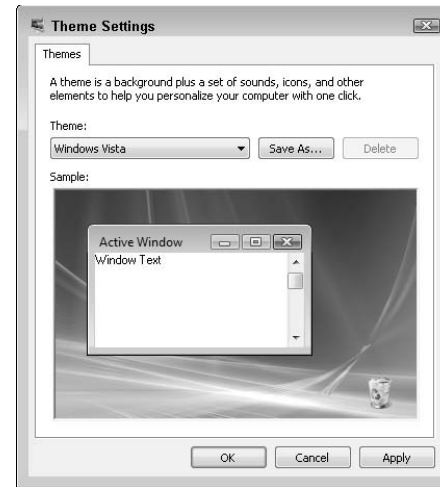 Theme Settings
Themes
A theme is a background plus a set of sounds, icons, and other
elements to help you personalize your computer with one click.
Theme:
Windows Vista
Save As...
Delete
Sample:
Active Window
Window Text
OK
Cancel
Apply